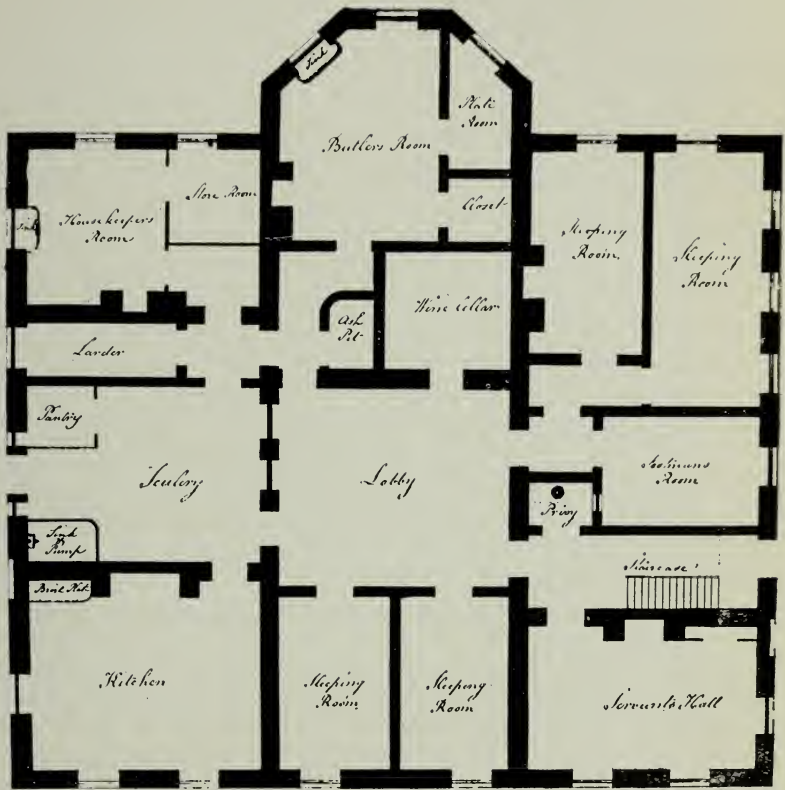 Sink
Plate
Room
Butlers Room
Closet
Store Room
Housekeepers
Room
Sink
Sleeping
Room
Sleeping
Room
Wine Cellar
Ash
Pit
Larder
Pantry
Scullery
Lobby
Footmans
Room
Privy
Sink
&
Pump
Staircase
Kitchen
Sleeping
Room
Sleeping
Room
Servants Hall